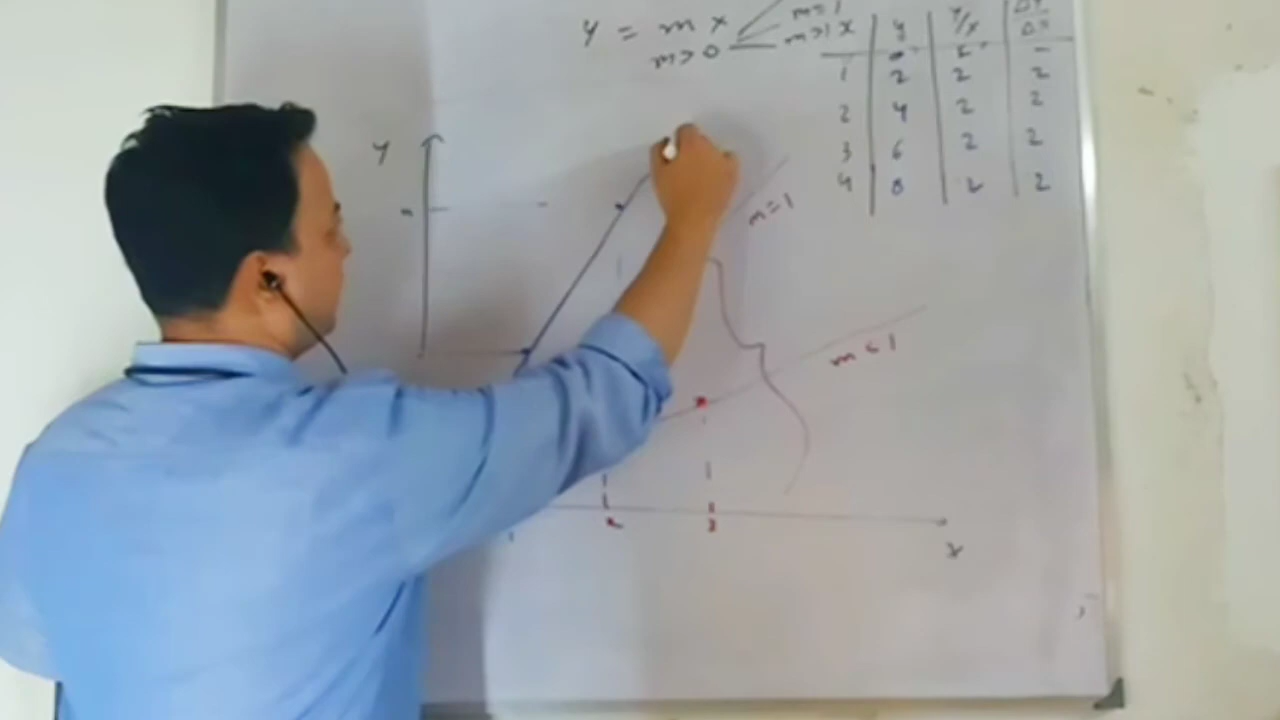 y = m x
m > 0
m = 1
m > 1
x y y/x Δy/Δx
1 2 2 2
2 4 2 2
3 6 2 2
4 8 2 2
y
m = 1
m < 1
1
x